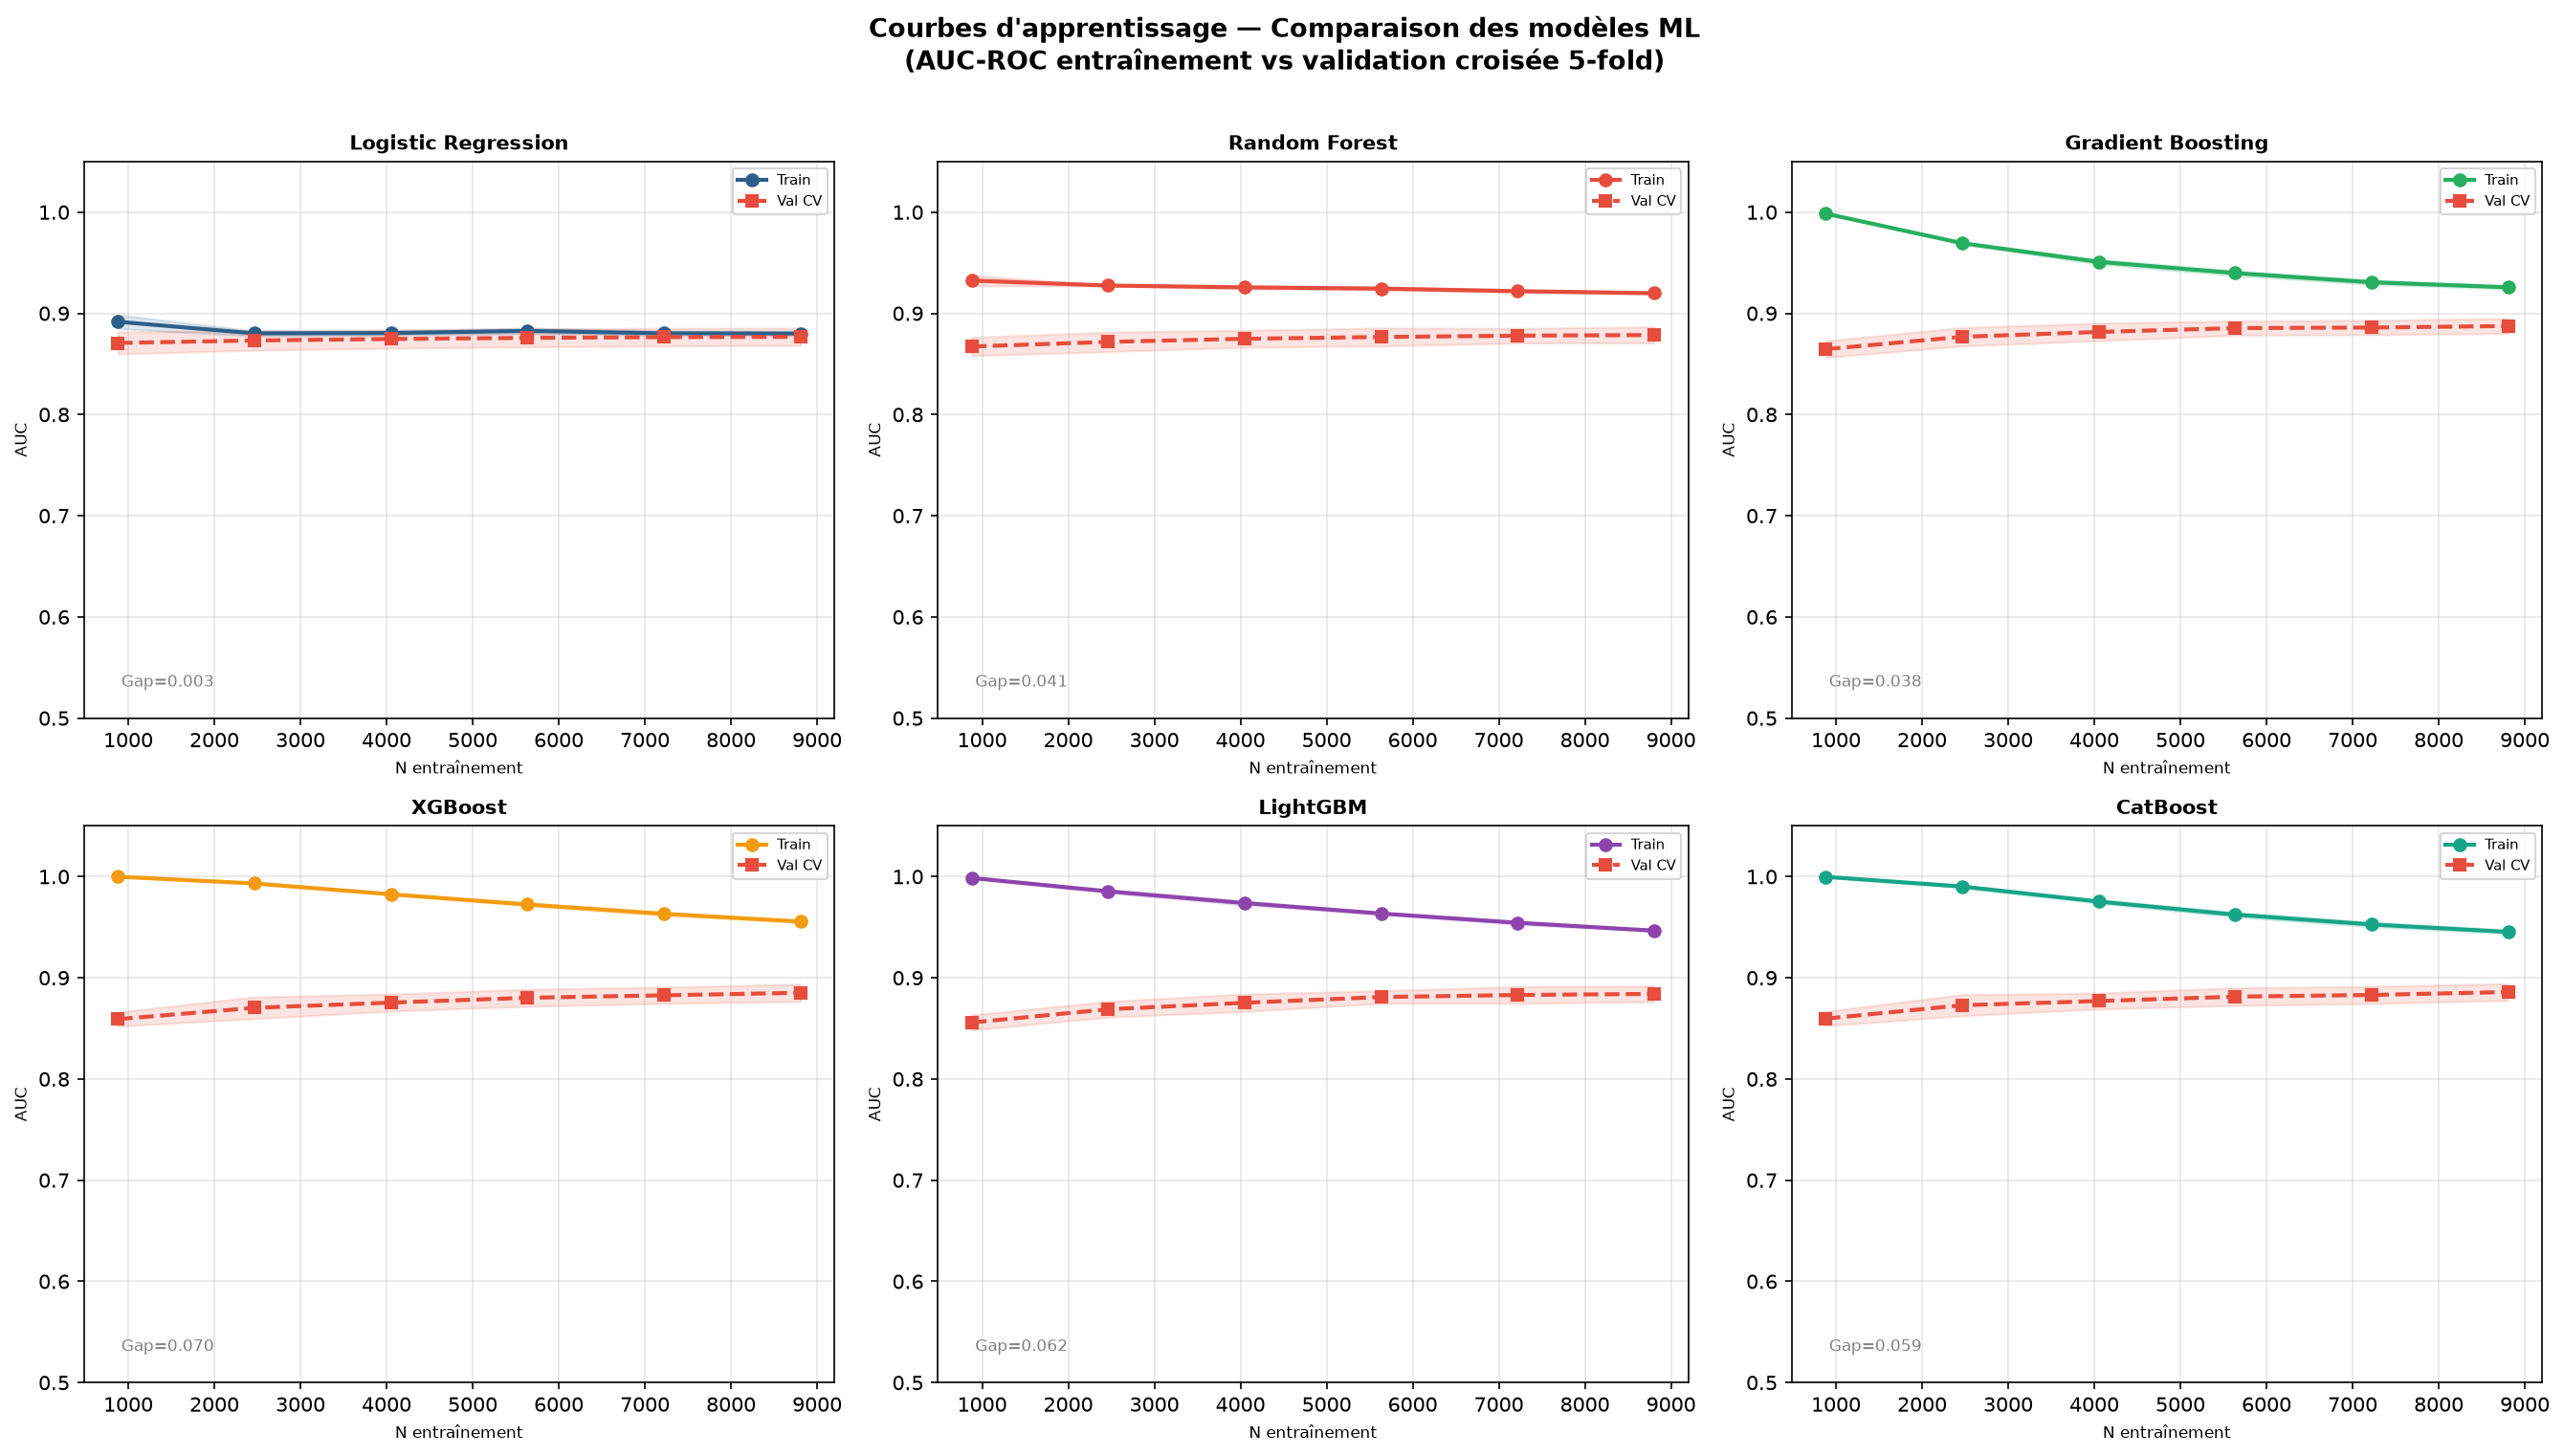 Courbes d'apprentissage — Comparaison des modèles ML
(AUC-ROC entraînement vs validation croisée 5-fold)
Logistic Regression
Train
Val CV
1.0
0.9
0.8
0.7
0.6
0.5
AUC
Gap=0.003
1000 2000 3000 4000 5000 6000 7000 8000 9000
N entraînement
Random Forest
Train
Val CV
1.0
0.9
0.8
0.7
0.6
0.5
AUC
Gap=0.041
1000 2000 3000 4000 5000 6000 7000 8000 9000
N entraînement
Gradient Boosting
Train
Val CV
1.0
0.9
0.8
0.7
0.6
0.5
AUC
Gap=0.038
1000 2000 3000 4000 5000 6000 7000 8000 9000
N entraînement
XGBoost
Train
Val CV
1.0
0.9
0.8
0.7
0.6
0.5
AUC
Gap=0.070
1000 2000 3000 4000 5000 6000 7000 8000 9000
N entraînement
LightGBM
Train
Val CV
1.0
0.9
0.8
0.7
0.6
0.5
AUC
Gap=0.062
1000 2000 3000 4000 5000 6000 7000 8000 9000
N entraînement
CatBoost
Train
Val CV
1.0
0.9
0.8
0.7
0.6
0.5
AUC
Gap=0.059
1000 2000 3000 4000 5000 6000 7000 8000 9000
N entraînement